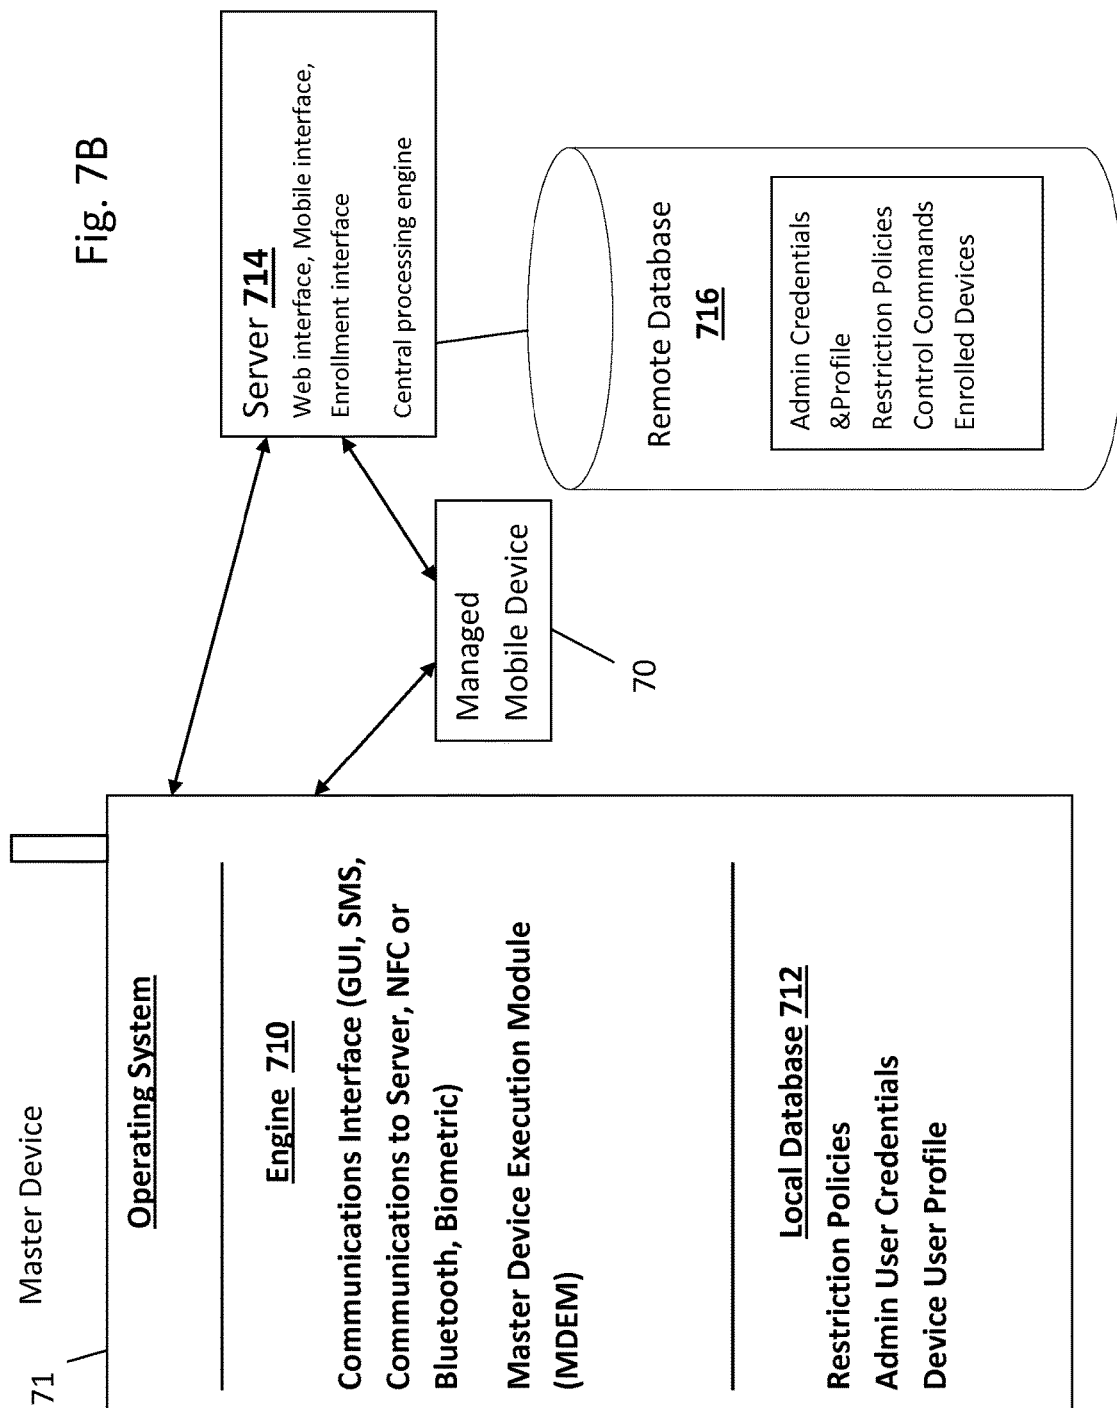 Fig. 7B
71
Master Device
Operating System
Engine 710
Communications Interface (GUI, SMS,
Communications to Server, NFC or
Bluetooth, Biometric)
Master Device Execution Module
(MDEM)
Local Database 712
Restriction Policies
Admin User Credentials
Device User Profile
Managed
Mobile Device
70
Server 714
Web interface, Mobile interface,
Enrollment interface
Central processing engine
Remote Database
716
Admin Credentials
&Profile
Restriction Policies
Control Commands
Enrolled Devices